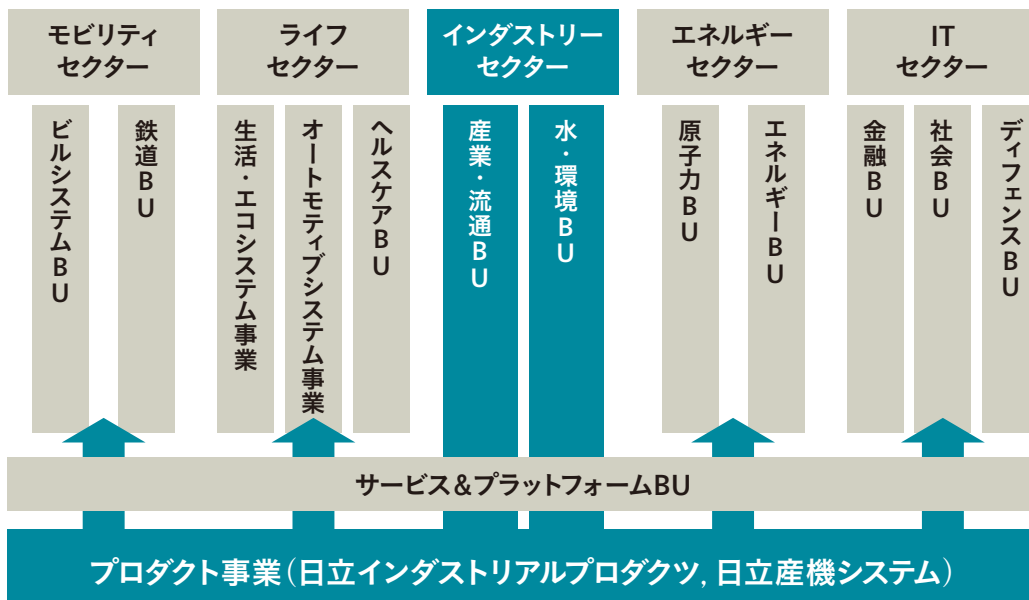 モビリティ
セクター
ライフ
セクター
インダストリー
セクター
エネルギー
セクター
IT
セクター
ビルシステムBU
鉄道BU
生活・エコシステム事業
オートモティブシステム事業
ヘルスケアBU
産業・流通BU
水・環境BU
原子力BU
エネルギーBU
金融BU
社会BU
ディフェンスBU
サービス&プラットフォームBU
プロダクト事業(日立インダストリアルプロダクツ, 日立産機システム)